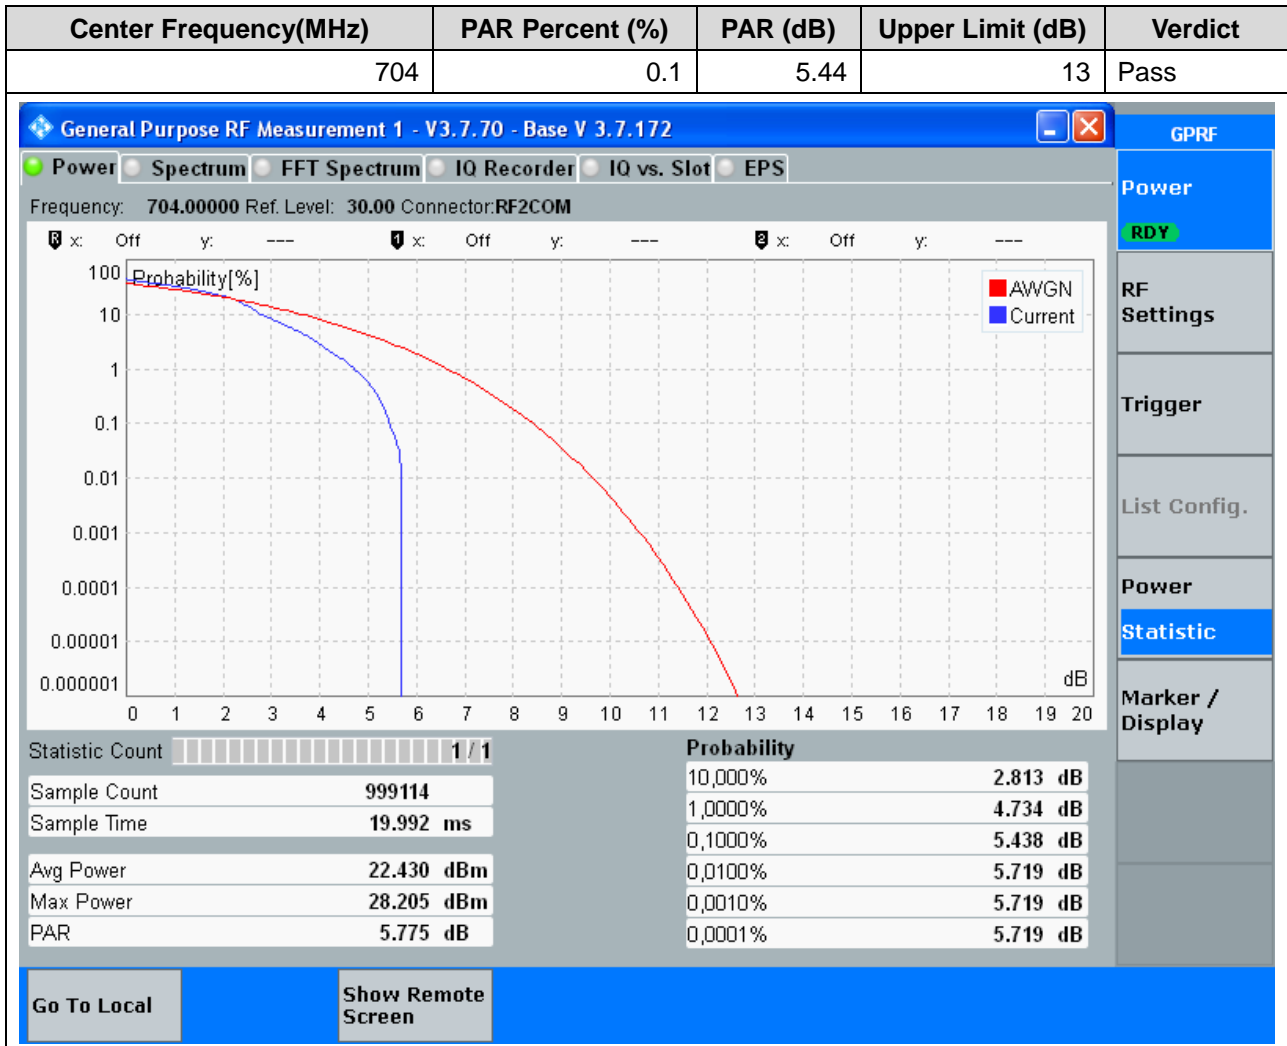 Center Frequency(MHz) PAR Percent (%) PAR (dB) Upper Limit (dB) Verdict
704 0.1 5.44 13 Pass
General Purpose RF Measurement 1 - V3.7.70 - Base V 3.7.172
GPRF
Power Spectrum FFT Spectrum IQ Recorder IQ vs. Slot EPS
Frequency: 704.00000 Ref. Level: 30.00 Connector:RF2COM
R x: Off y: --- 1 x: Off y: --- 2 x: Off y: ---
Probability[%]
100
10
1
0.1
0.01
0.001
0.0001
0.00001
0.000001
AWGN
Current
dB
0 1 2 3 4 5 6 7 8 9 10 11 12 13 14 15 16 17 18 19 20
Statistic Count 1 / 1
Sample Count 999114
Sample Time 19.992 ms
Avg Power 22.430 dBm
Max Power 28.205 dBm
PAR 5.775 dB
Probability
10,000% 2.813 dB
1,0000% 4.734 dB
0,1000% 5.438 dB
0,0100% 5.719 dB
0,0010% 5.719 dB
0,0001% 5.719 dB
Power
RDY
RF
Settings
Trigger
List Config.
Power
Statistic
Marker /
Display
Go To Local
Show Remote
Screen